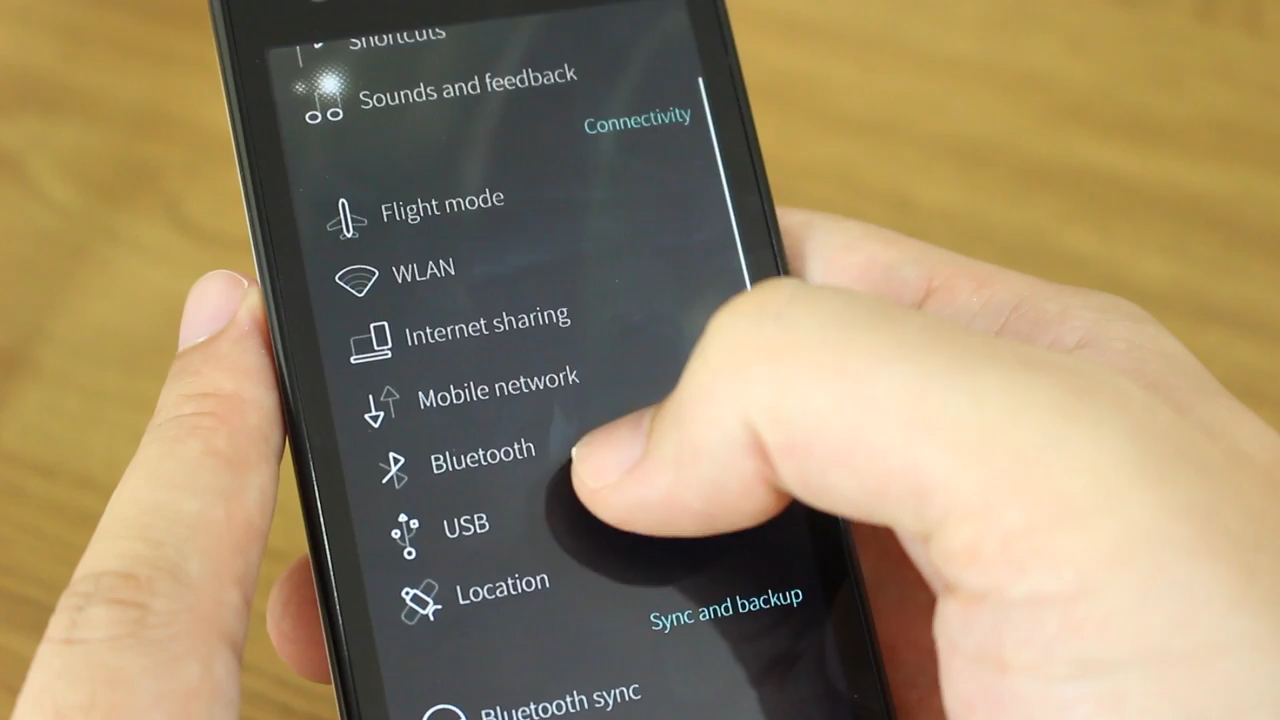 Shortcuts
Sounds and feedback
Connectivity
Flight mode
WLAN
Internet sharing
Mobile network
Bluetooth
USB
Location
Sync and backup
Bluetooth sync